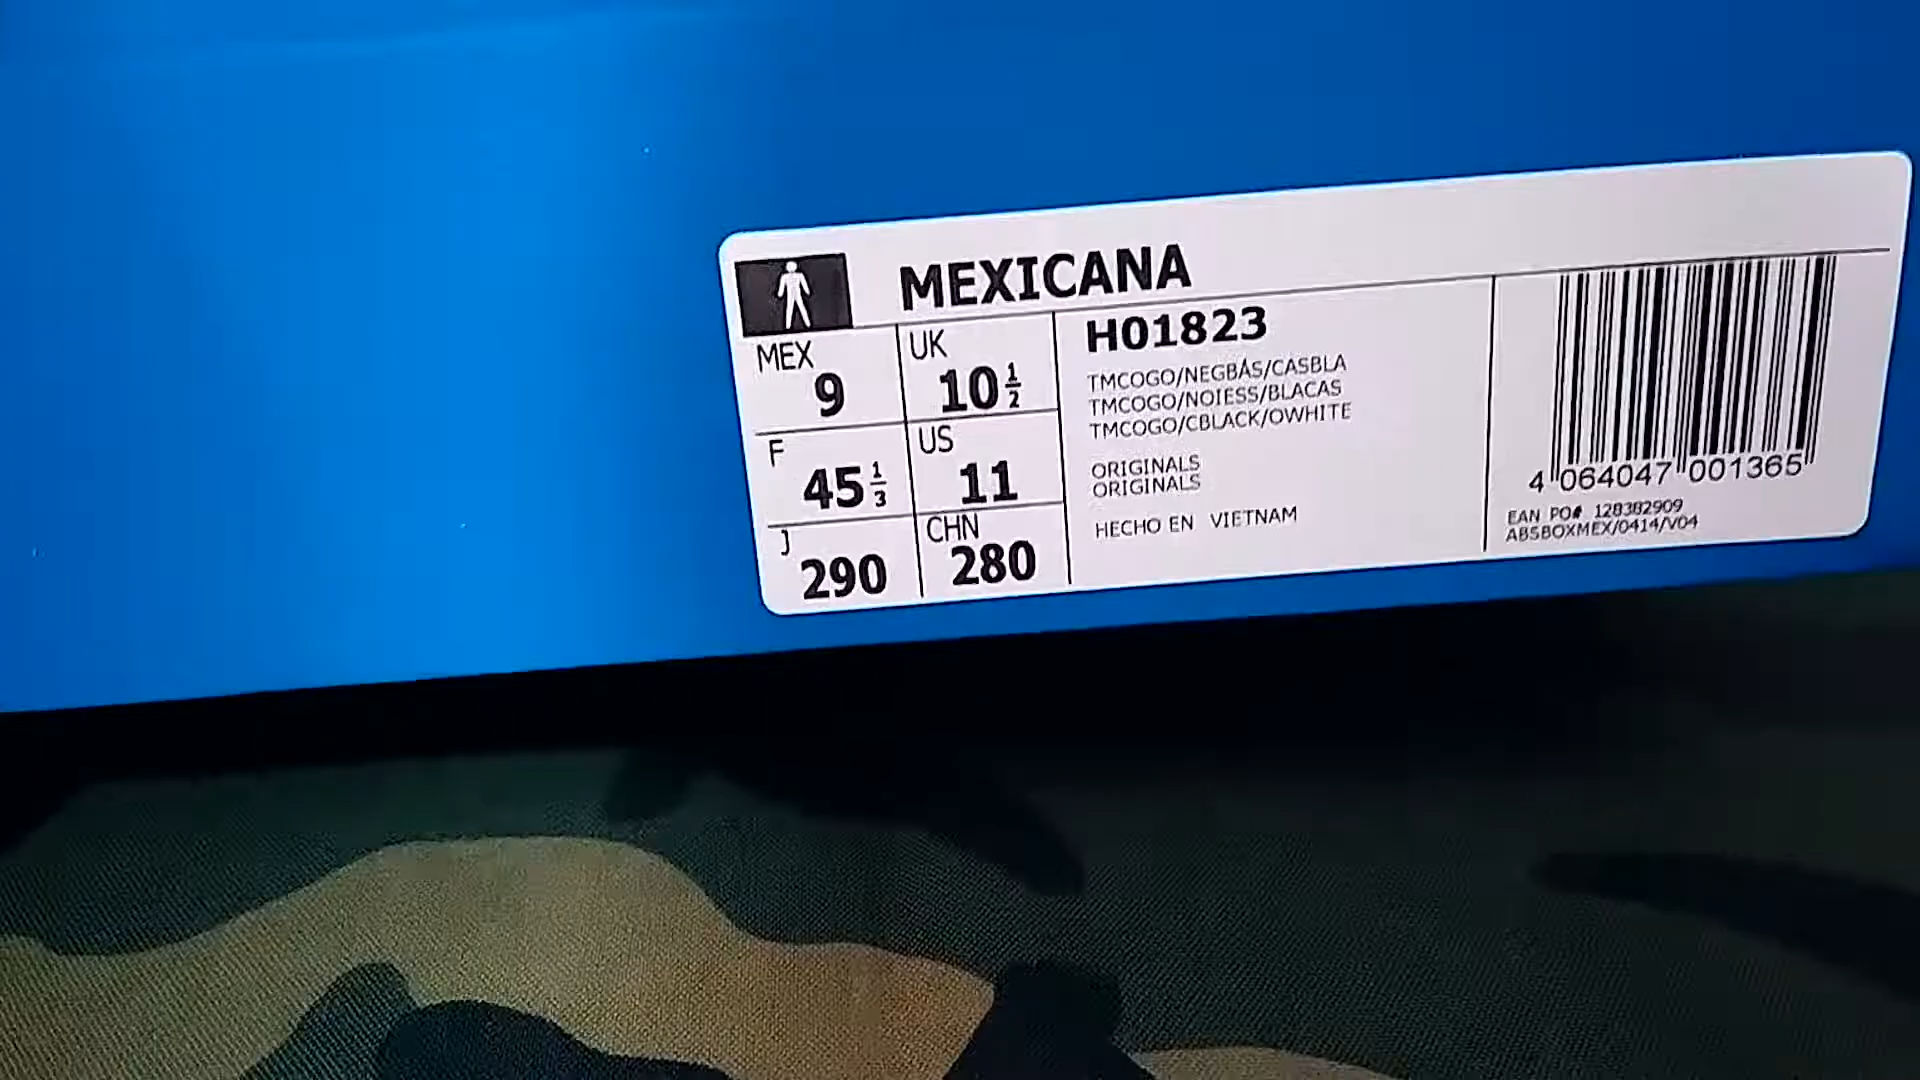 MEXICANA
MEX 9
UK 10 1/2
F 45 1/3
US 11
J 290
CHN 280
H01823
TMCOGO/NEGBÁS/CASBLA
TMCOGO/NOIESS/BLACAS
TMCOGO/CBLACK/OWHITE
ORIGINALS
ORIGINALS
HECHO EN VIETNAM
4 064047 001365
EAN PO# 128382909
ABSBOXMEX/0414/V04